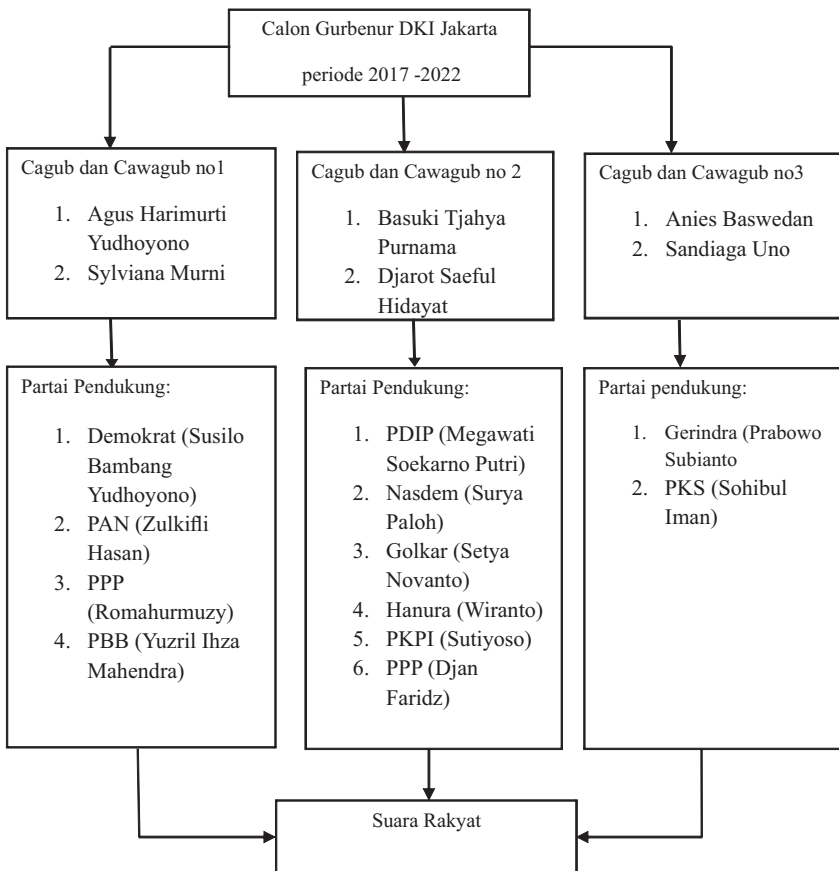 Calon Gurbenur DKI Jakarta
periode 2017 -2022
Cagub dan Cawagub no1
1. Agus Harimurti
Yudhoyono
2. Sylviana Murni
Cagub dan Cawagub no 2
1. Basuki Tjahya
Purnama
2. Djarot Saeful
Hidayat
Cagub dan Cawagub no3
1. Anies Baswedan
2. Sandiaga Uno
Partai Pendukung:
1. Demokrat (Susilo
Bambang
Yudhoyono)
2. PAN (Zulkifli
Hasan)
3. PPP
(Romahurmuzy)
4. PBB (Yuzril Ihza
Mahendra)
Partai Pendukung:
1. PDIP (Megawati
Soekarno Putri)
2. Nasdem (Surya
Paloh)
3. Golkar (Setya
Novanto)
4. Hanura (Wiranto)
5. PKPI (Sutiyoso)
6. PPP (Djan
Faridz)
Partai pendukung:
1. Gerindra (Prabowo
Subianto
2. PKS (Sohibul
Iman)
Suara Rakyat